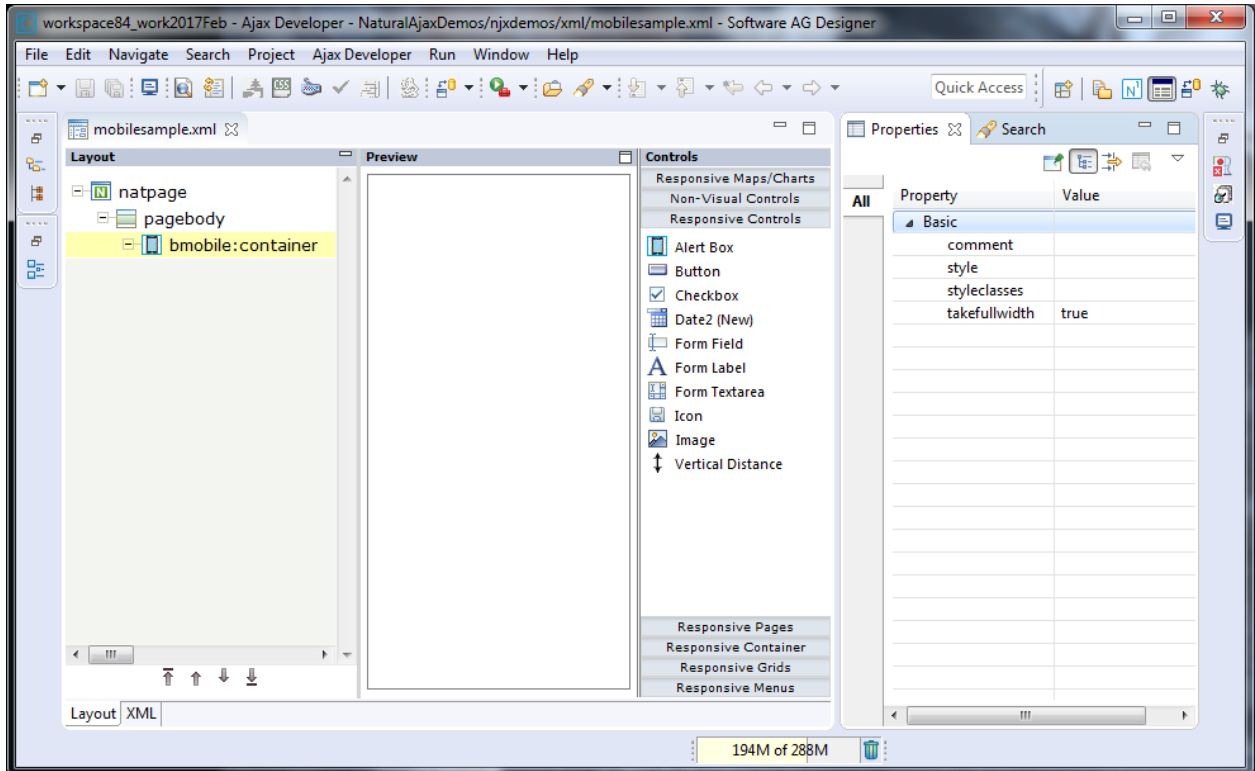 workspace84_work2017Feb - Ajax Developer - NaturalAjaxDemos/njxdemos/xml/mobilesample.xml - Software AG Designer
File Edit Navigate Search Project Ajax Developer Run Window Help
Quick Access
mobilesample.xml
Layout
natpage
pagebody
bmobile:container
Preview
Controls
Responsive Maps/Charts
Non-Visual Controls
Responsive Controls
Alert Box
Button
Checkbox
Date2 (New)
Form Field
Form Label
Form Textarea
Icon
Image
Vertical Distance
Responsive Pages
Responsive Container
Responsive Grids
Responsive Menus
Layout XML
Properties Search
All
Property Value
Basic
comment
style
styleclasses
takefullwidth true
194M of 288M